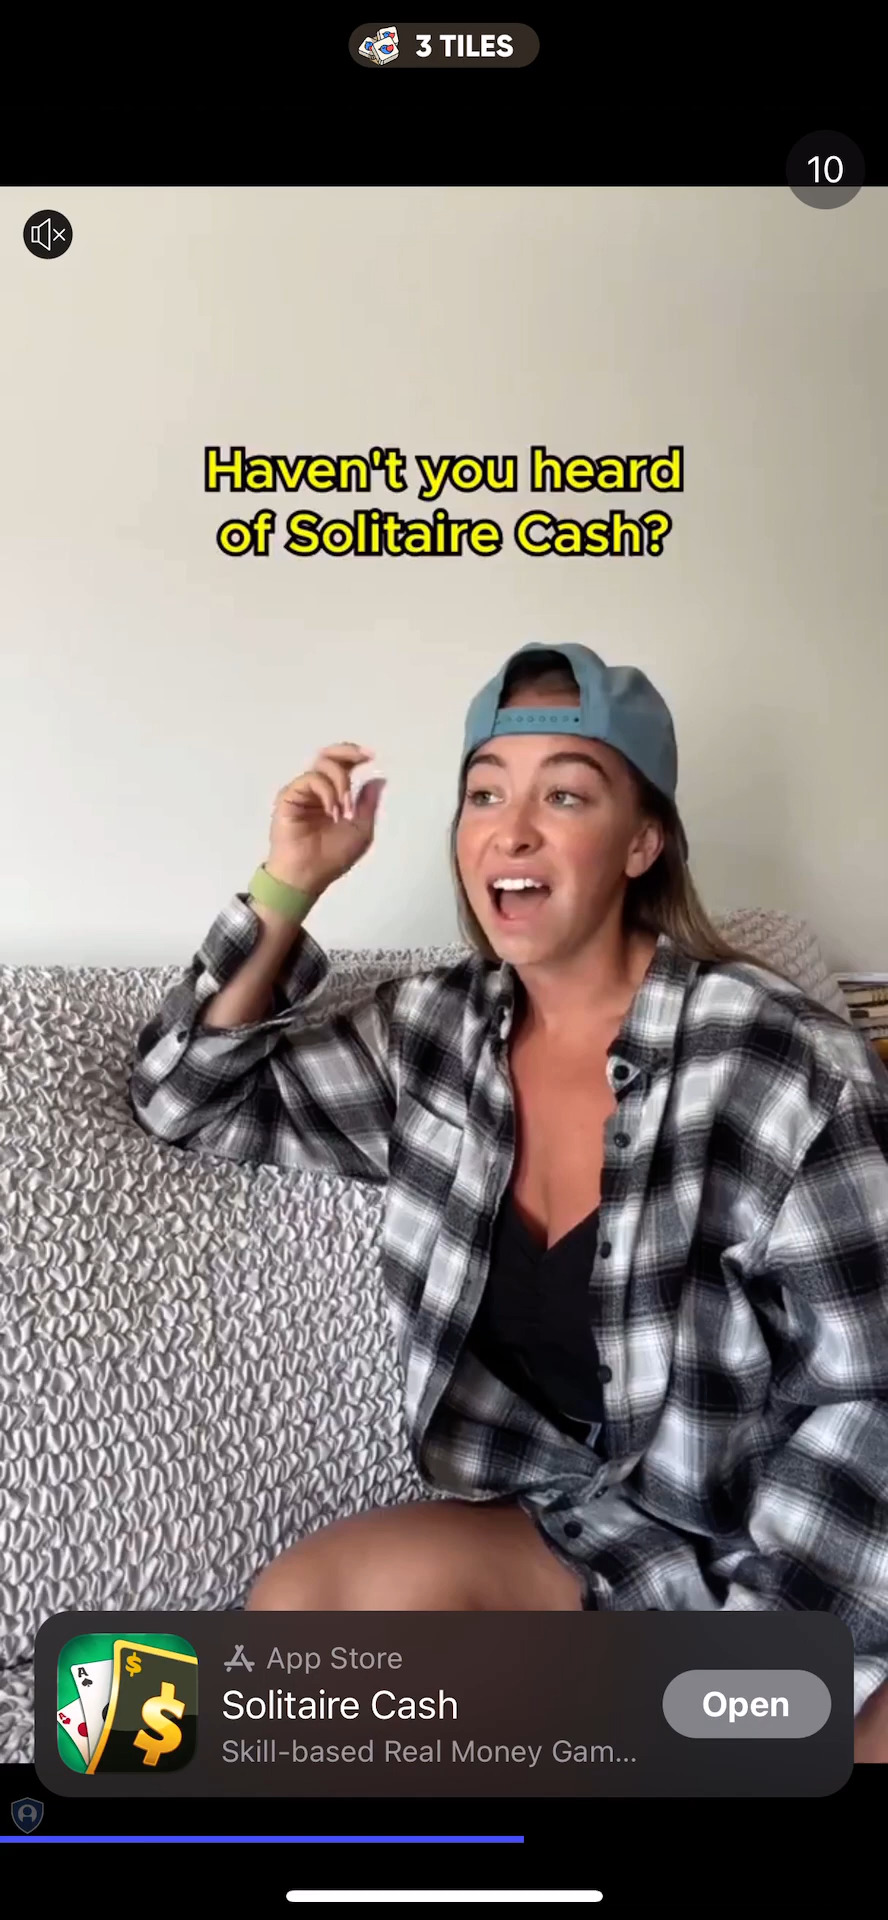 3 TILES
10
Haven't you heard
of Solitaire Cash?
App Store
Solitaire Cash
Skill-based Real Money Gam...
Open